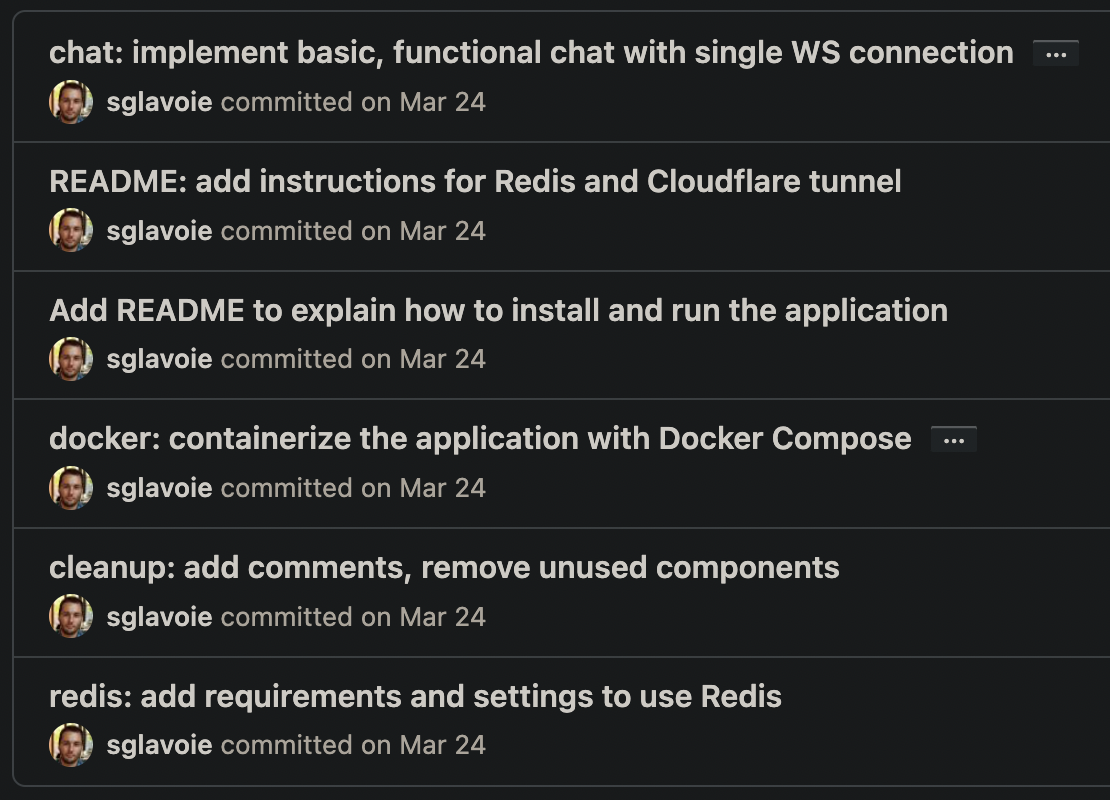 chat: implement basic, functional chat with single WS connection ...
sglavoie committed on Mar 24
README: add instructions for Redis and Cloudflare tunnel
sglavoie committed on Mar 24
Add README to explain how to install and run the application
sglavoie committed on Mar 24
docker: containerize the application with Docker Compose ...
sglavoie committed on Mar 24
cleanup: add comments, remove unused components
sglavoie committed on Mar 24
redis: add requirements and settings to use Redis
sglavoie committed on Mar 24